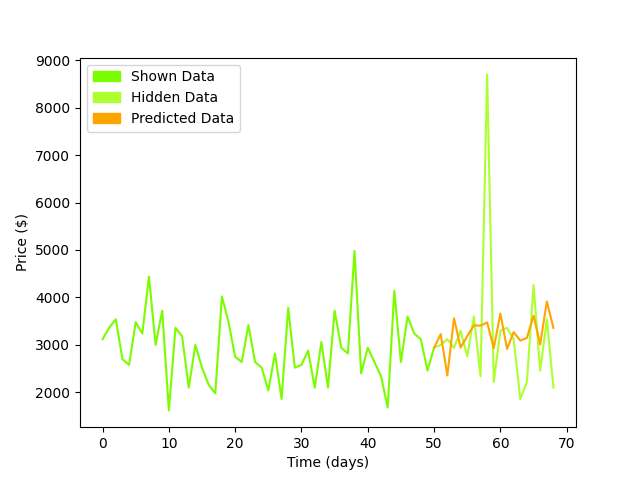 Shown Data
Hidden Data
Predicted Data
9000
8000
7000
6000
5000
4000
3000
2000
Price ($)
0 10 20 30 40 50 60 70
Time (days)